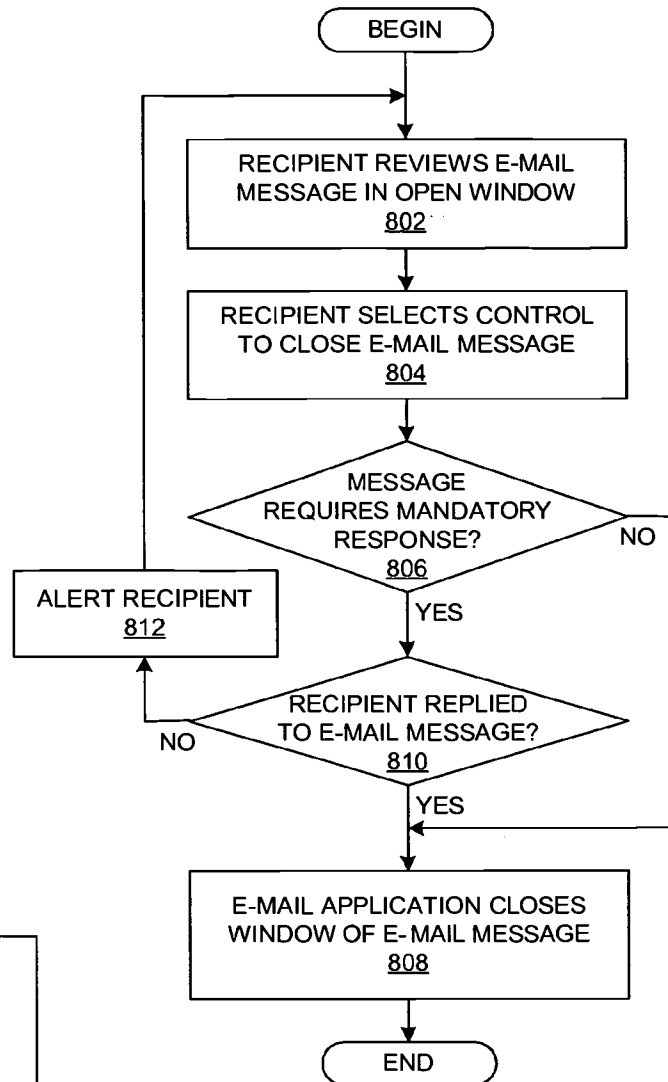 BEGIN
RECIPIENT REVIEWS E-MAIL
MESSAGE IN OPEN WINDOW
802
RECIPIENT SELECTS CONTROL
TO CLOSE E-MAIL MESSAGE
804
MESSAGE
REQUIRES MANDATORY
RESPONSE?
806
NO
YES
ALERT RECIPIENT
812
RECIPIENT REPLIED
TO E-MAIL MESSAGE?
810
NO
YES
E-MAIL APPLICATION CLOSES
WINDOW OF E-MAIL MESSAGE
808
END